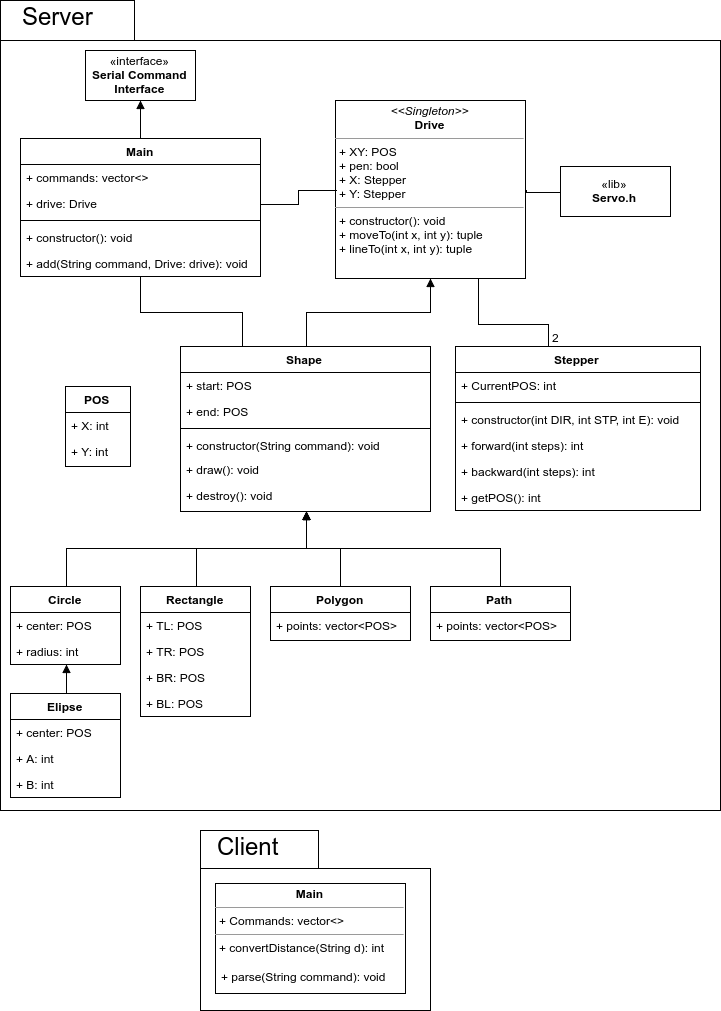 Server
«interface»
Serial Command
Interface
<<Singleton>>
Drive
+ XY: POS
+ pen: bool
+ X: Stepper
+ Y: Stepper
+ constructor(): void
+ moveTo(int x, int y): tuple
+ lineTo(int x, int y): tuple
Main
+ commands: vector<>
+ drive: Drive
+ constructor(): void
+ add(String command, Drive: drive): void
«lib»
Servo.h
2
Shape
+ start: POS
+ end: POS
+ constructor(String command): void
+ draw(): void
+ destroy(): void
Stepper
+ CurrentPOS: int
+ constructor(int DIR, int STP, int E): void
+ forward(int steps): int
+ backward(int steps): int
+ getPOS(): int
POS
+ X: int
+ Y: int
Circle
+ center: POS
+ radius: int
Rectangle
+ TL: POS
+ TR: POS
+ BR: POS
+ BL: POS
Polygon
+ points: vector<POS>
Path
+ points: vector<POS>
Elipse
+ center: POS
+ A: int
+ B: int
Client
Main
+ Commands: vector<>
+ convertDistance(String d): int
+ parse(String command): void